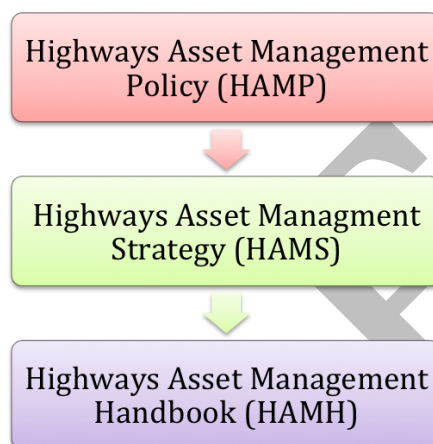 Highways Asset Management
Policy (HAMP)
Highways Asset Managment
Strategy (HAMS)
Highways Asset Management
Handbook (HAMH)